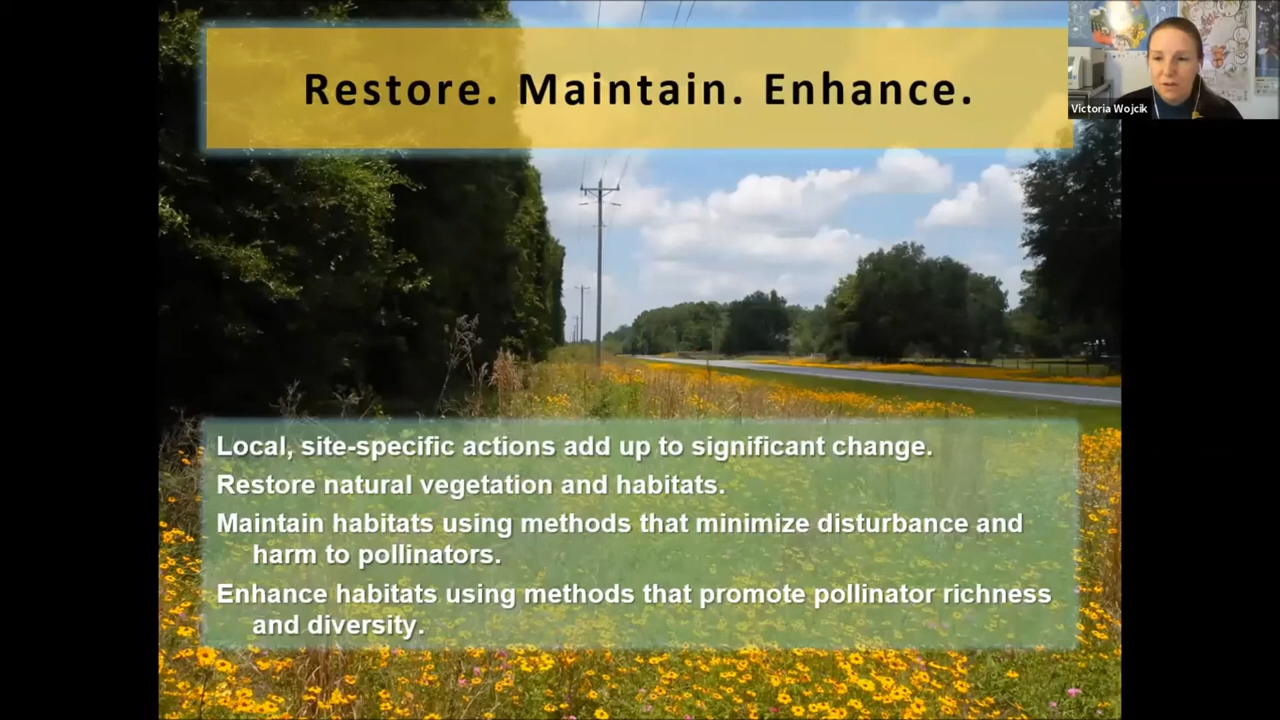 Restore. Maintain. Enhance.
Victoria Wojcik
Local, site-specific actions add up to significant change.
Restore natural vegetation and habitats.
Maintain habitats using methods that minimize disturbance and
harm to pollinators.
Enhance habitats using methods that promote pollinator richness
and diversity.